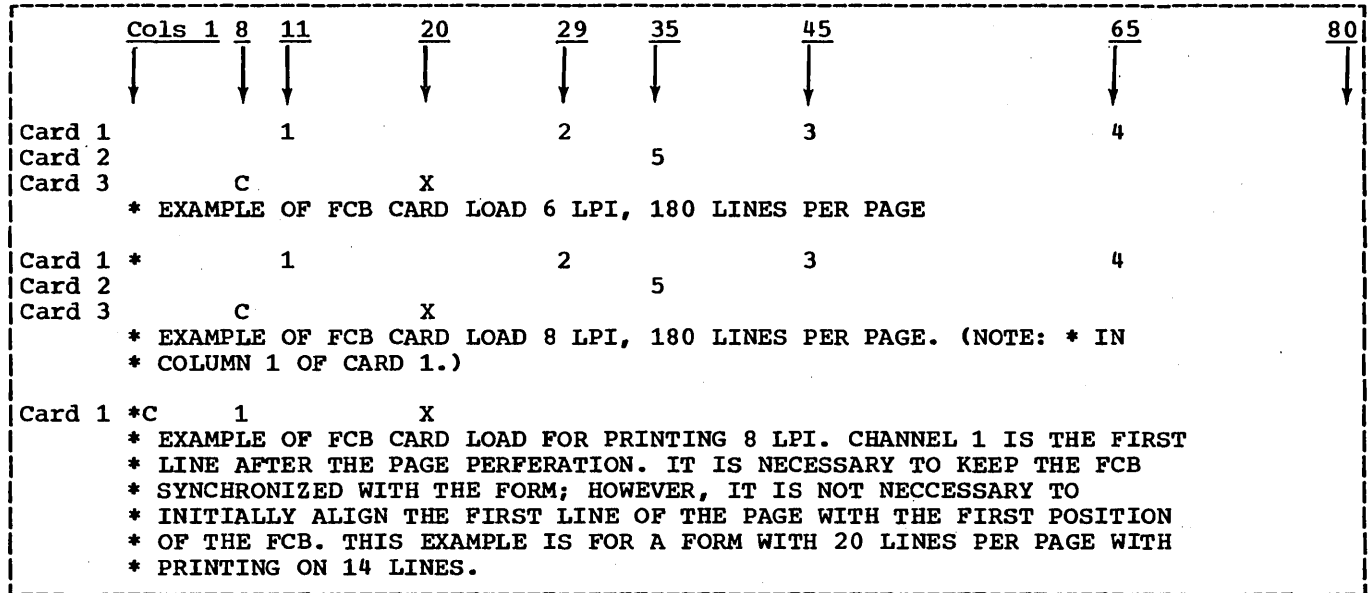 Cols 1 8 11 20 29 35 45 65 80
Card 1 1 2 3 4
Card 2 5
Card 3 C X
* EXAMPLE OF FCB CARD LOAD 6 LPI, 180 LINES PER PAGE
Card 1 * 1 2 3 4
Card 2 5
Card 3 C X
* EXAMPLE OF FCB CARD LOAD 8 LPI, 180 LINES PER PAGE. (NOTE: * IN
* COLUMN 1 OF CARD 1.)
Card 1 *C 1 X
* EXAMPLE OF FCB CARD LOAD FOR PRINTING 8 LPI. CHANNEL 1 IS THE FIRST
* LINE AFTER THE PAGE PERFERATION. IT IS NECESSARY TO KEEP THE FCB
* SYNCHRONIZED WITH THE FORM; HOWEVER, IT IS NOT NECCESSARY TO
* INITIALLY ALIGN THE FIRST LINE OF THE PAGE WITH THE FIRST POSITION
* OF THE FCB. THIS EXAMPLE IS FOR A FORM WITH 20 LINES PER PAGE WITH
* PRINTING ON 14 LINES.